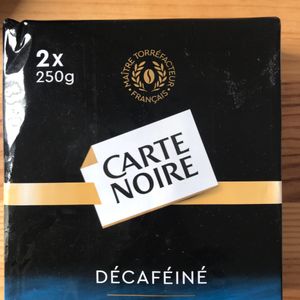 2x
250g
MAÎTRE TORRÉFACTEUR
FRANÇAIS
CARTE
NOIRE
DÉCAFÉINÉ